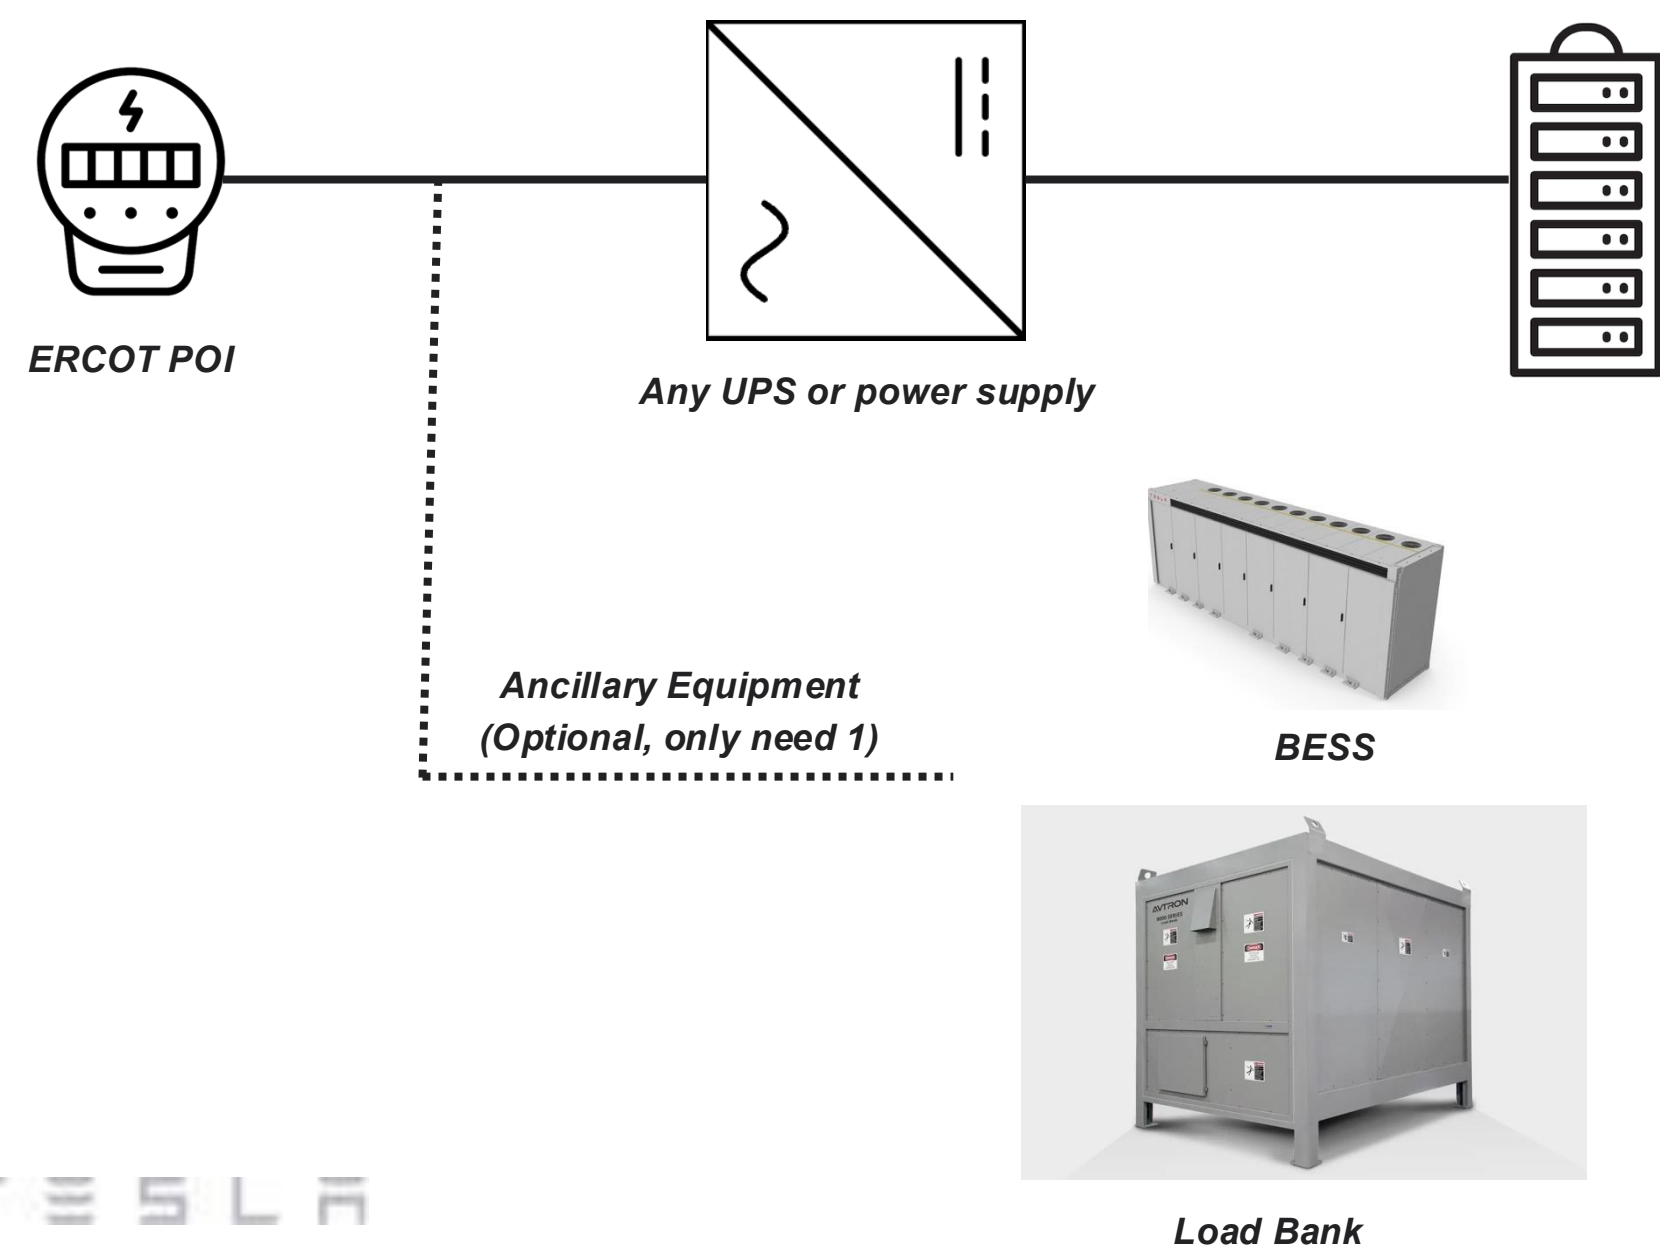 ERCOT POI
Any UPS or power supply
Ancillary Equipment
(Optional, only need 1)
BESS
AVTRON
Load Bank
TESLA